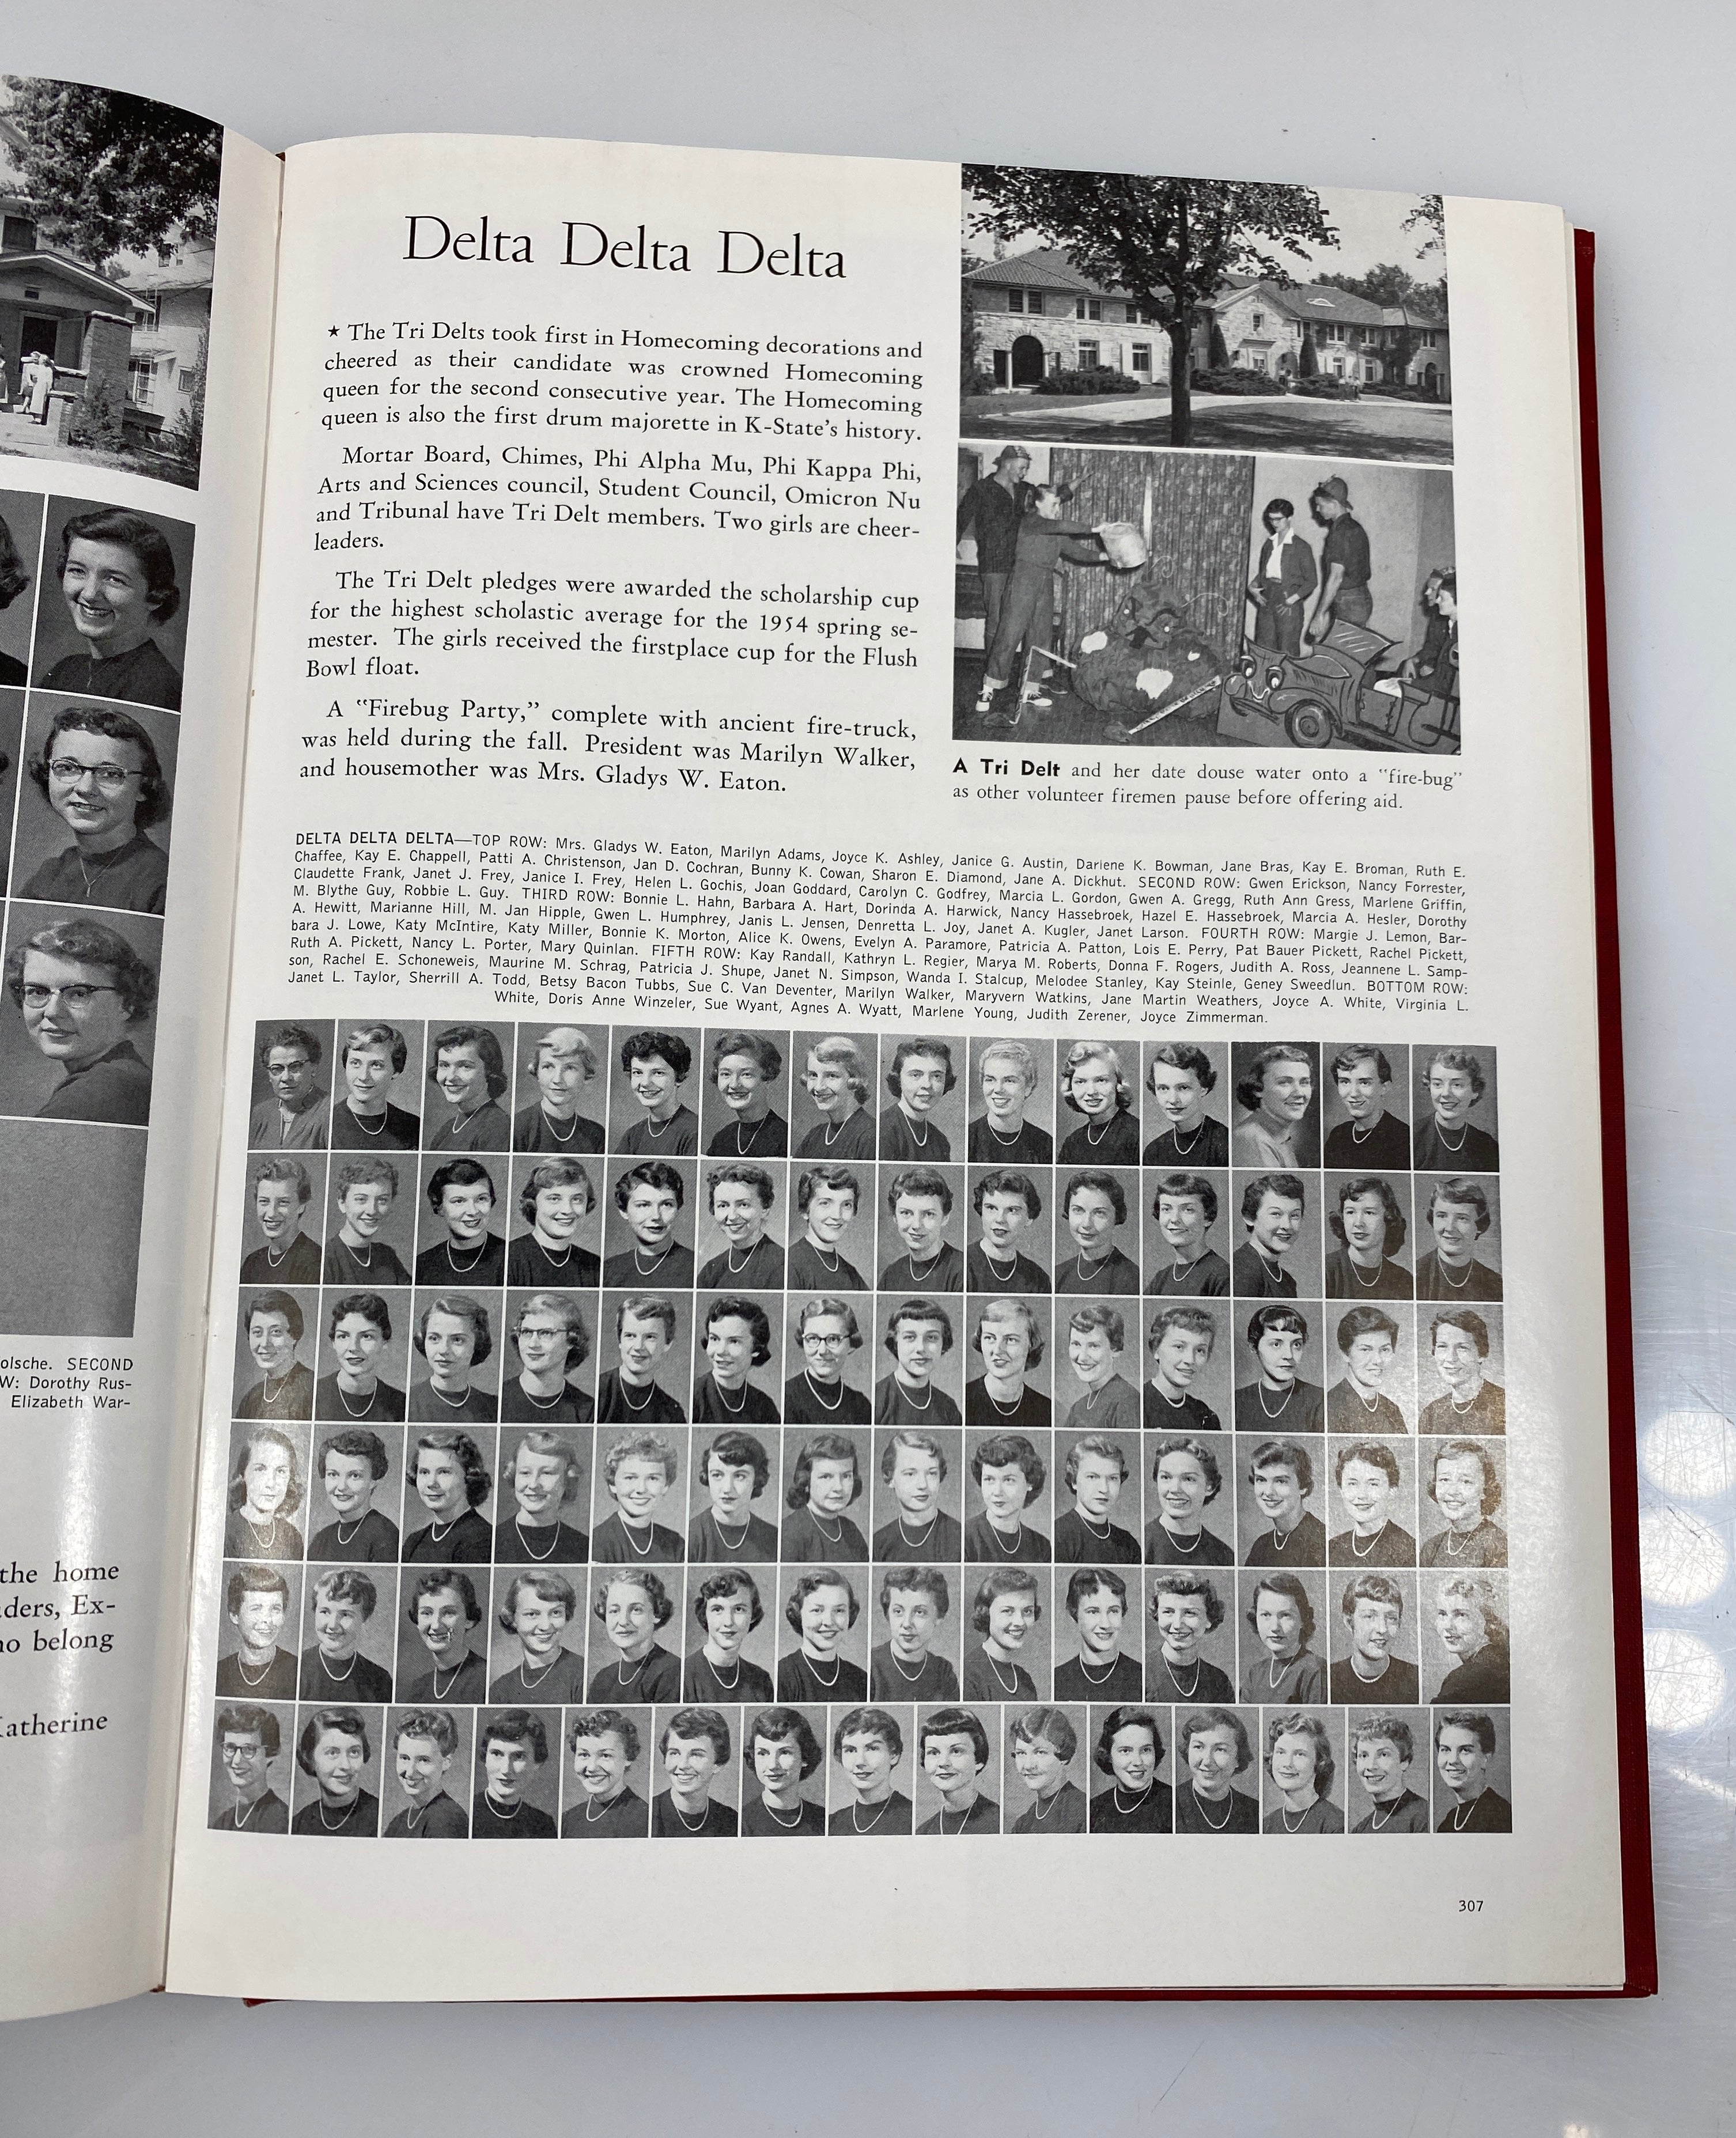 olsche. SECOND
W: Dorothy Rus-
Elizabeth War-
the home
ders, Ex-
o belong
atherine
Delta Delta Delta
★ The Tri Delts took first in Homecoming decorations and
cheered as their candidate was crowned Homecoming
queen for the second consecutive year. The Homecoming
queen is also the first drum majorette in K-State's history.
Mortar Board, Chimes, Phi Alpha Mu, Phi Kappa Phi,
Arts and Sciences council, Student Council, Omicron Nu
and Tribunal have Tri Delt members. Two girls are cheer-
leaders.
The Tri Delt pledges were awarded the scholarship cup
for the highest scholastic average for the 1954 spring se-
mester. The girls received the firstplace cup for the Flush
Bowl float.
A "Firebug Party," complete with ancient fire-truck,
was held during the fall. President was Marilyn Walker,
and housemother was Mrs. Gladys W. Eaton.
A Tri Delt and her date douse water onto a "fire-bug"
as other volunteer firemen pause before offering aid.
DELTA DELTA DELTA—TOP ROW: Mrs. Gladys W. Eaton, Marilyn Adams, Joyce K. Ashley, Janice G. Austin, Darlene K. Bowman, Jane Bras, Kay E. Broman, Ruth E.
Chaffee, Kay E. Chappell, Patti A. Christenson, Jan D. Cochran, Bunny K. Cowan, Sharon E. Diamond, Jane A. Dickhut. SECOND ROW: Gwen Erickson, Nancy Forrester,
Claudette Frank, Janet J. Frey, Janice I. Frey, Helen L. Gochis, Joan Goddard, Carolyn C. Godfrey, Marcia L. Gordon, Gwen A. Gregg, Ruth Ann Gress, Marlene Griffin,
M. Blythe Guy, Robbie L. Guy. THIRD ROW: Bonnie L. Hahn, Barbara A. Hart, Dorinda A. Harwick, Nancy Hassebroek, Hazel E. Hassebroek, Marcia A. Hesler, Dorothy
A. Hewitt, Marianne Hill, M. Jan Hipple, Gwen L. Humphrey, Janis L. Jensen, Denretta L. Joy, Janet A. Kugler, Janet Larson. FOURTH ROW: Margie J. Lemon, Bar-
bara J. Lowe, Katy McIntire, Katy Miller, Bonnie K. Morton, Alice K. Owens, Evelyn A. Paramore, Patricia A. Patton, Lois E. Perry, Pat Bauer Pickett, Rachel Pickett,
Ruth A. Pickett, Nancy L. Porter, Mary Quinlan. FIFTH ROW: Kay Randall, Kathryn L. Regier, Marya M. Roberts, Donna F. Rogers, Judith A. Ross, Jeannene L. Samp-
son, Rachel E. Schoneweis, Maurine M. Schrag, Patricia J. Shupe, Janet N. Simpson, Wanda I. Stalcup, Melodee Stanley, Kay Steinle, Geney Sweedlun. BOTTOM ROW:
Janet L. Taylor, Sherrill A. Todd, Betsy Bacon Tubbs, Sue C. Van Deventer, Marilyn Walker, Maryvern Watkins, Jane Martin Weathers, Joyce A. White, Virginia L.
White, Doris Anne Winzeler, Sue Wyant, Agnes A. Wyatt, Marlene Young, Judith Zerener, Joyce Zimmerman.
307